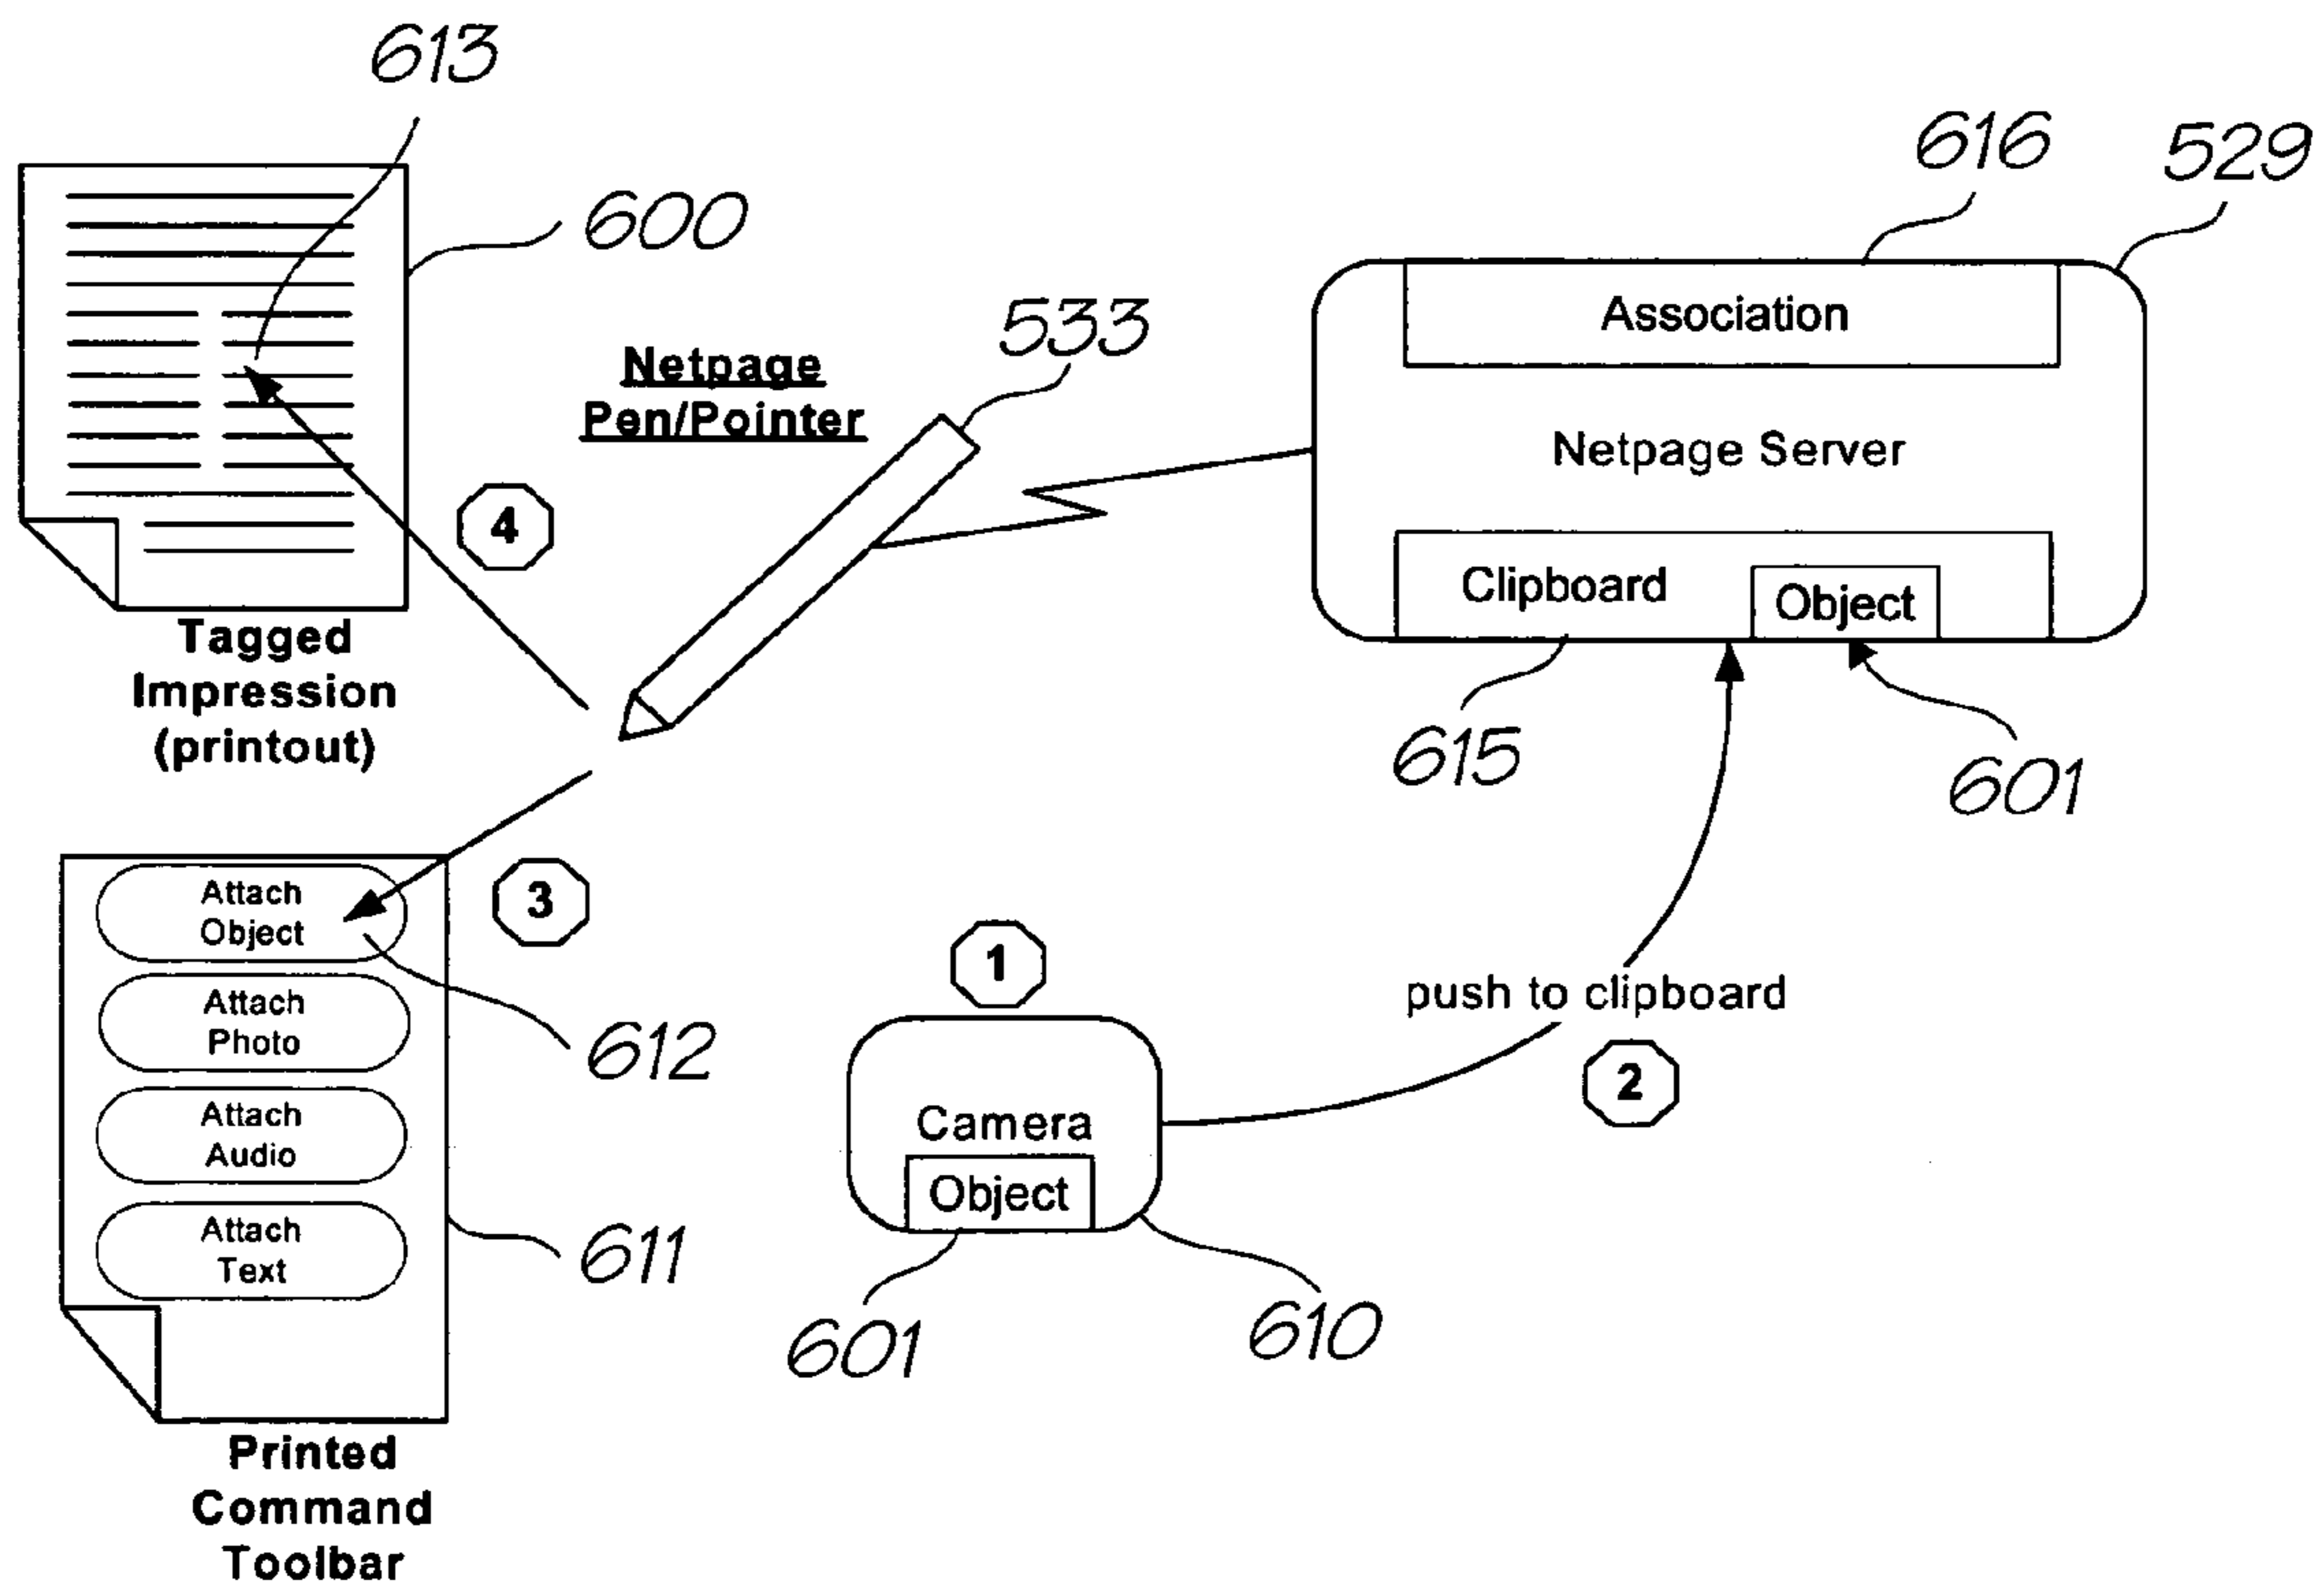 613
600
616
529
533
Netpage
Pen/Pointer
Association
Netpage Server
Clipboard
Object
4
Tagged
Impression
(printout)
615
601
3
Attach
Object
Attach
Photo
Attach
Audio
Attach
Text
612
611
1
push to clipboard
2
Camera
Object
601
610
Printed
Command
Toolbar